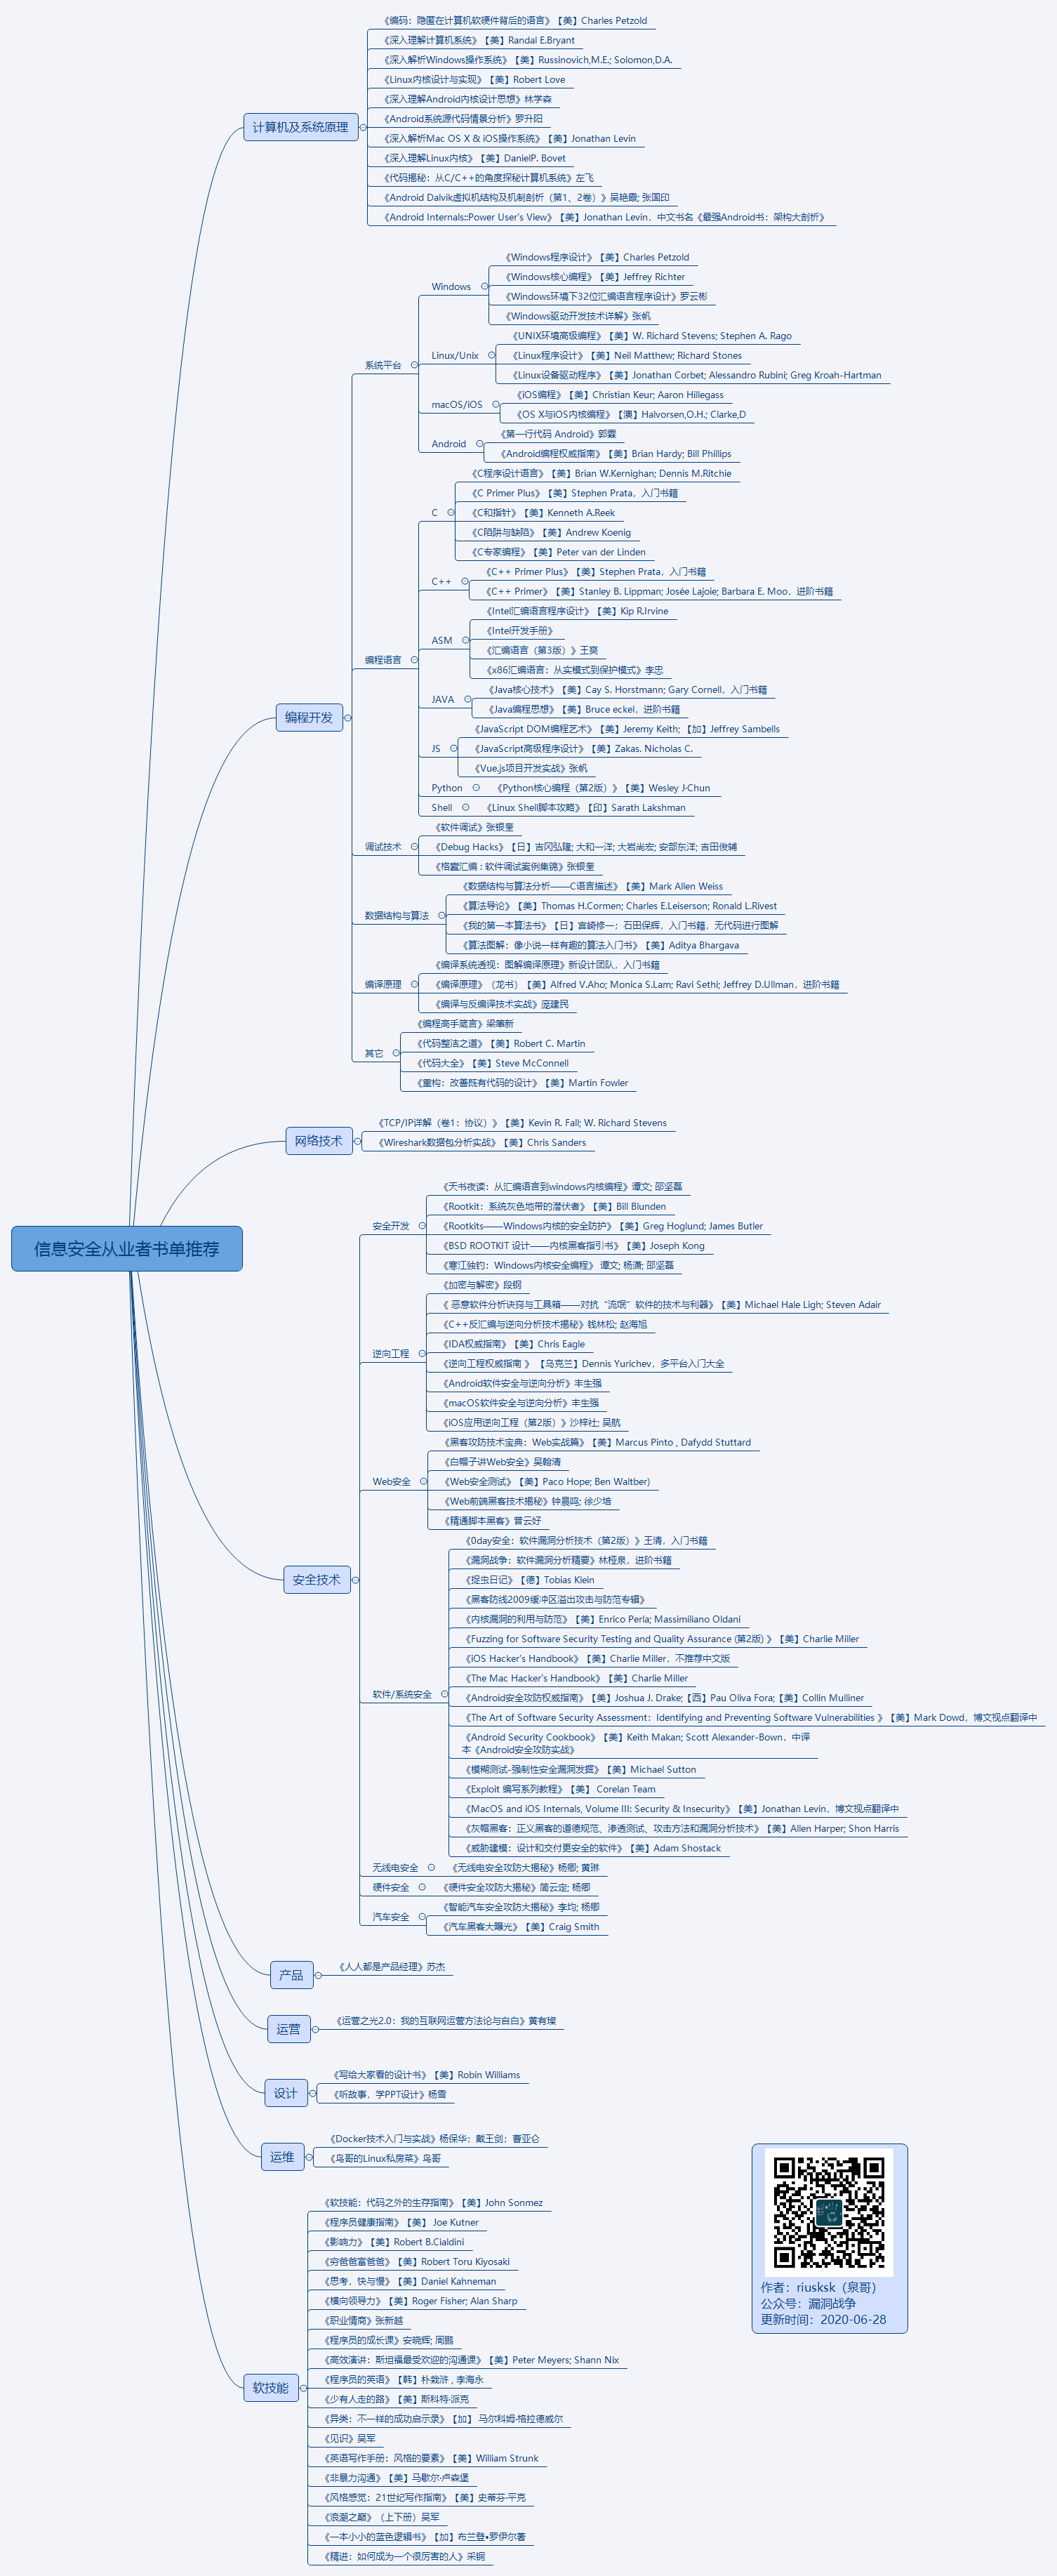 信息安全从业者书单推荐
计算机及系统原理
《编码：隐匿在计算机软硬件背后的语言》【美】Charles Petzold
《深入理解计算机系统》【美】Randal E.Bryant
《深入解析Windows操作系统》【美】Russinovich,M.E.; Solomon,D.A.
《Linux内核设计与实现》【美】Robert Love
《深入理解Android内核设计思想》林学森
《Android系统源代码情景分析》罗升阳
《深入解析Mac OS X & iOS操作系统》【美】Jonathan Levin
《深入理解Linux内核》【美】DanielP. Bovet
《代码揭秘：从C/C++的角度探秘计算机系统》左飞
《Android Dalvik虚拟机结构及机制剖析（第1、2卷）》吴艳霞; 张国印
《Android Internals::Power User's View》【美】Jonathan Levin，中文书名《最强Android书：架构大剖析》
编程开发
系统平台
Windows
《Windows程序设计》【美】Charles Petzold
《Windows核心编程》【美】Jeffrey Richter
《Windows环境下32位汇编语言程序设计》罗云彬
《Windows驱动开发技术详解》张帆
Linux/Unix
《UNIX环境高级编程》【美】W. Richard Stevens; Stephen A. Rago
《Linux程序设计》【美】Neil Matthew; Richard Stones
《Linux设备驱动程序》【美】Jonathan Corbet; Alessandro Rubini; Greg Kroah-Hartman
macOS/iOS
《iOS编程》【美】Christian Keur; Aaron Hillegass
《OS X与iOS内核编程》【澳】Halvorsen,O.H.; Clarke,D
Android
《第一行代码 Android》郭霖
《Android编程权威指南》【美】Brian Hardy; Bill Phillips
编程语言
C
《C程序设计语言》【美】Brian W.Kernighan; Dennis M.Ritchie
《C Primer Plus》【美】Stephen Prata，入门书籍
《C和指针》【美】Kenneth A.Reek
《C陷阱与缺陷》【美】Andrew Koenig
《C专家编程》【美】Peter van der Linden
C++
《C++ Primer Plus》【美】Stephen Prata，入门书籍
《C++ Primer》【美】Stanley B. Lippman; Josée Lajoie; Barbara E. Moo，进阶书籍
ASM
《Intel汇编语言程序设计》【美】Kip R.Irvine
《Intel开发手册》
《汇编语言（第3版）》王爽
《x86汇编语言：从实模式到保护模式》李忠
JAVA
《Java核心技术》【美】Cay S. Horstmann; Gary Cornell，入门书籍
《Java编程思想》【美】Bruce eckel，进阶书籍
JS
《JavaScript DOM编程艺术》【美】Jeremy Keith; 【加】Jeffrey Sambells
《JavaScript高级程序设计》【美】Zakas. Nicholas C.
《Vue.js项目开发实战》张帆
Python
《Python核心编程（第2版）》【美】Wesley J·Chun
Shell
《Linux Shell脚本攻略》【印】Sarath Lakshman
调试技术
《软件调试》张银奎
《Debug Hacks》【日】吉冈弘隆; 大和一洋; 大岩尚宏; 安部东洋; 吉田俊辅
《格蠹汇编 : 软件调试案例集锦》张银奎
数据结构与算法
《数据结构与算法分析——C语言描述》【美】Mark Allen Weiss
《算法导论》【美】Thomas H.Cormen; Charles E.Leiserson; Ronald L.Rivest
《我的第一本算法书》【日】宫崎修一；石田保辉，入门书籍，无代码进行图解
《算法图解：像小说一样有趣的算法入门书》【美】Aditya Bhargava
编译原理
《编译系统透视：图解编译原理》新设计团队，入门书籍
《编译原理》（龙书）【美】Alfred V.Aho; Monica S.Lam; Ravi Sethi; Jeffrey D.Ullman，进阶书籍
《编译与反编译技术实战》庞建民
其它
《编程高手箴言》梁肇新
《代码整洁之道》【美】Robert C. Martin
《代码大全》【美】Steve McConnell
《重构：改善既有代码的设计》【美】Martin Fowler
网络技术
《TCP/IP详解（卷1：协议）》【美】Kevin R. Fall; W. Richard Stevens
《Wireshark数据包分析实战》【美】Chris Sanders
安全技术
安全开发
《天书夜读：从汇编语言到windows内核编程》谭文; 邵坚磊
《Rootkit：系统灰色地带的潜伏者》【美】Bill Blunden
《Rootkits——Windows内核的安全防护》【美】Greg Hoglund; James Butler
《BSD ROOTKIT 设计——内核黑客指引书》【美】Joseph Kong
《寒江独钓：Windows内核安全编程》 谭文; 杨潇; 邵坚磊
逆向工程
《加密与解密》段钢
《 恶意软件分析诀窍与工具箱——对抗“流氓”软件的技术与利器》【美】Michael Hale Ligh; Steven Adair
《C++反汇编与逆向分析技术揭秘》钱林松; 赵海旭
《IDA权威指南》【美】Chris Eagle
《逆向工程权威指南 》【乌克兰】Dennis Yurichev，多平台入门大全
《Android软件安全与逆向分析》丰生强
《macOS软件安全与逆向分析》丰生强
《iOS应用逆向工程（第2版）》沙梓社; 吴航
Web安全
《黑客攻防技术宝典：Web实战篇》【美】Marcus Pinto , Dafydd Stuttard
《白帽子讲Web安全》吴翰清
《Web安全测试》【美】Paco Hope; Ben Waltber)
《Web前端黑客技术揭秘》钟晨鸣; 徐少培
《精通脚本黑客》曾云好
软件/系统安全
《0day安全：软件漏洞分析技术（第2版）》王清，入门书籍
《漏洞战争：软件漏洞分析精要》林桠泉，进阶书籍
《捉虫日记》【德】Tobias Klein
《黑客防线2009缓冲区溢出攻击与防范专辑》
《内核漏洞的利用与防范》【美】Enrico Perla; Massimiliano Oldani
《Fuzzing for Software Security Testing and Quality Assurance (第2版) 》【美】Charlie Miller
《iOS Hacker's Handbook》【美】Charlie Miller，不推荐中文版
《The Mac Hacker's Handbook》【美】Charlie Miller
《Android安全攻防权威指南》【美】Joshua J. Drake;【西】Pau Oliva Fora;【美】Collin Mulliner
《The Art of Software Security Assessment：Identifying and Preventing Software Vulnerabilities 》【美】Mark Dowd，博文视点翻译中
《Android Security Cookbook》【美】Keith Makan; Scott Alexander-Bown，中译
本《Android安全攻防实战》
《模糊测试-强制性安全漏洞发掘》【美】Michael Sutton
《Exploit 编写系列教程》【美】 Corelan Team
《MacOS and iOS Internals, Volume III: Security & Insecurity》【美】Jonathan Levin，博文视点翻译中
《灰帽黑客：正义黑客的道德规范、渗透测试、攻击方法和漏洞分析技术》【美】Allen Harper; Shon Harris
《威胁建模：设计和交付更安全的软件》【美】Adam Shostack
无线电安全
《无线电安全攻防大揭秘》杨卿; 黄琳
硬件安全
《硬件安全攻防大揭秘》简云定; 杨卿
汽车安全
《智能汽车安全攻防大揭秘》李均; 杨卿
《汽车黑客大曝光》【美】Craig Smith
产品
《人人都是产品经理》苏杰
运营
《运营之光2.0：我的互联网运营方法论与自白》黄有璨
设计
《写给大家看的设计书》【美】Robin Williams
《听故事，学PPT设计》杨雪
运维
《Docker技术入门与实战》杨保华；戴王剑；曹亚仑
《鸟哥的Linux私房菜》鸟哥
软技能
《软技能：代码之外的生存指南》【美】John Sonmez
《程序员健康指南》【美】 Joe Kutner
《影响力》【美】Robert B.Cialdini
《穷爸爸富爸爸》【美】Robert Toru Kiyosaki
《思考，快与慢》【美】Daniel Kahneman
《横向领导力》【美】Roger Fisher; Alan Sharp
《职业情商》张新越
《程序员的成长课》安晓辉; 周鹏
《高效演讲：斯坦福最受欢迎的沟通课》【美】Peter Meyers; Shann Nix
《程序员的英语》【韩】朴栽浒 , 李海永
《少有人走的路》【美】斯科特·派克
《异类：不一样的成功启示录》【加】 马尔科姆·格拉德威尔
《见识》吴军
《英语写作手册：风格的要素》【美】William Strunk
《非暴力沟通》【美】马歇尔·卢森堡
《风格感觉：21世纪写作指南》【美】史蒂芬·平克
《浪潮之巅》（上下册）吴军
《一本小小的蓝色逻辑书》【加】布兰登•罗伊尔著
《精进：如何成为一个很厉害的人》采铜
作者：riusksk（泉哥）
公众号：漏洞战争
更新时间：2020-06-28